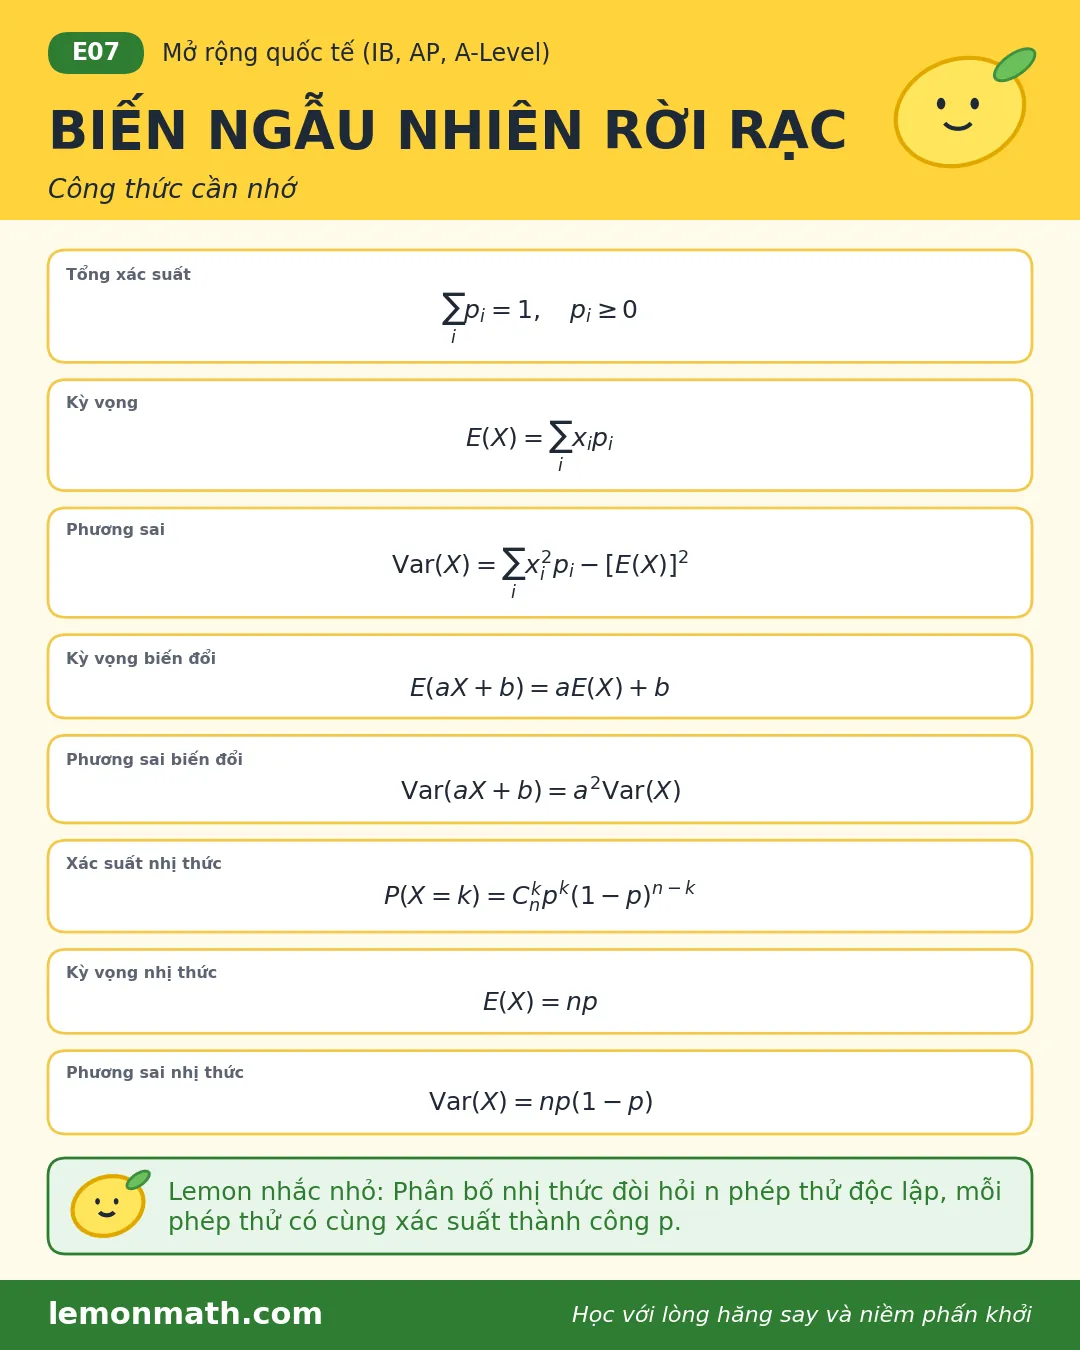 E07 Mở rộng quốc tế (IB, AP, A-Level)
BIẾN NGẪU NHIÊN RỜI RẠC
Công thức cần nhớ
Tổng xác suất
∑_i p_i = 1, p_i ≥ 0
Kỳ vọng
E(X) = ∑_i x_i p_i
Phương sai
Var(X) = ∑_i x_i^2 p_i − [E(X)]^2
Kỳ vọng biến đổi
E(aX + b) = aE(X) + b
Phương sai biến đổi
Var(aX + b) = a^2 Var(X)
Xác suất nhị thức
P(X = k) = C_n^k p^k (1 − p)^{n − k}
Kỳ vọng nhị thức
E(X) = np
Phương sai nhị thức
Var(X) = np(1 − p)
Lemon nhắc nhỏ: Phân bố nhị thức đòi hỏi n phép thử độc lập, mỗi
phép thử có cùng xác suất thành công p.
lemonmath.com
Học với lòng hăng say và niềm phấn khởi